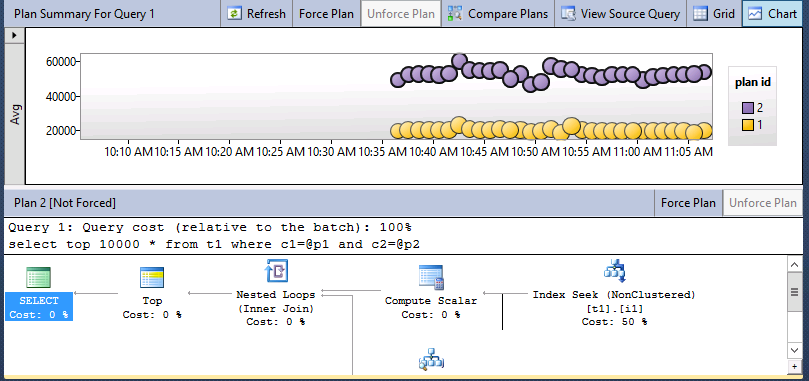 Plan Summary For Query 1
Refresh
Force Plan
Unforce Plan
Compare Plans
View Source Query
Grid
Chart
Avg
60000
40000
20000
10:10 AM 10:15 AM 10:20 AM 10:25 AM 10:30 AM 10:35 AM 10:40 AM 10:45 AM 10:50 AM 10:55 AM 11:00 AM 11:05 AM
plan id
2
1
Plan 2 [Not Forced]
Force Plan
Unforce Plan
Query 1: Query cost (relative to the batch): 100%
select top 10000 * from t1 where c1=@p1 and c2=@p2
SELECT
Cost: 0 %
Top
Cost: 0 %
Nested Loops
(Inner Join)
Cost: 0 %
Compute Scalar
Cost: 0 %
Index Seek (NonClustered)
[t1].[i1]
Cost: 50 %